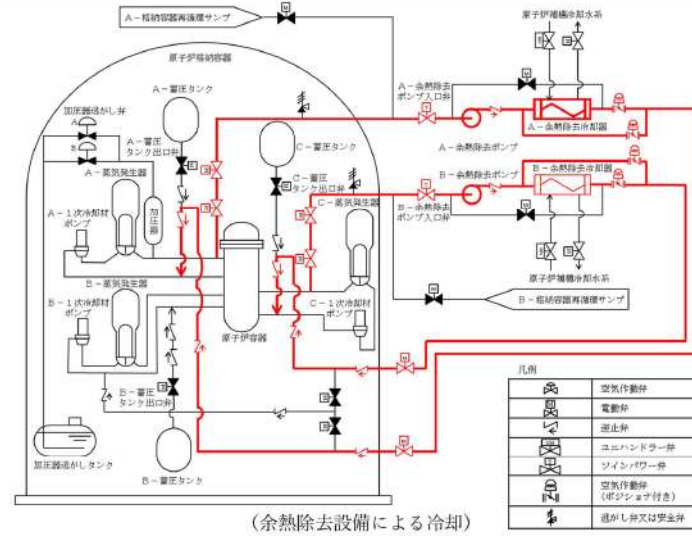 A-格納容器再循環サンプ
原子炉補機冷却水系
原子炉格納容器
A-蓄圧タンク
加圧器逃がし弁
A
B
A-蓄圧
タンク出口弁
C-蓄圧タンク
A-余熱除去
ポンプ入口弁
A-余熱除去冷却器
A-余熱除去ポンプ
B-余熱除去ポンプ
B-余熱除去冷却器
A-蒸気発生器
加圧器
C-蓄圧
タンク出口弁
C-蒸気発生器
B-余熱除去
ポンプ入口弁
A-1次冷却材
ポンプ
原子炉補機冷却水系
B-蒸気発生器
B-格納容器再循環サンプ
B-1次冷却材
ポンプ
C-1次冷却材
ポンプ
原子炉容器
B-蓄圧
タンク出口弁
加圧器逃がしタンク
B-蓄圧タンク
凡例
空気作動弁
電動弁
逆止弁
ユニハンドラー弁
ツインパワー弁
空気作動弁
(ポジショナ付き)
逃がし弁又は安全弁
(余熱除去設備による冷却)